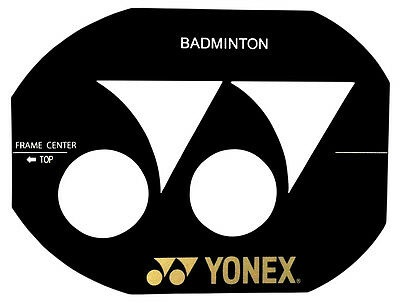 BADMINTON
FRAME CENTER
← TOP
YONEX®